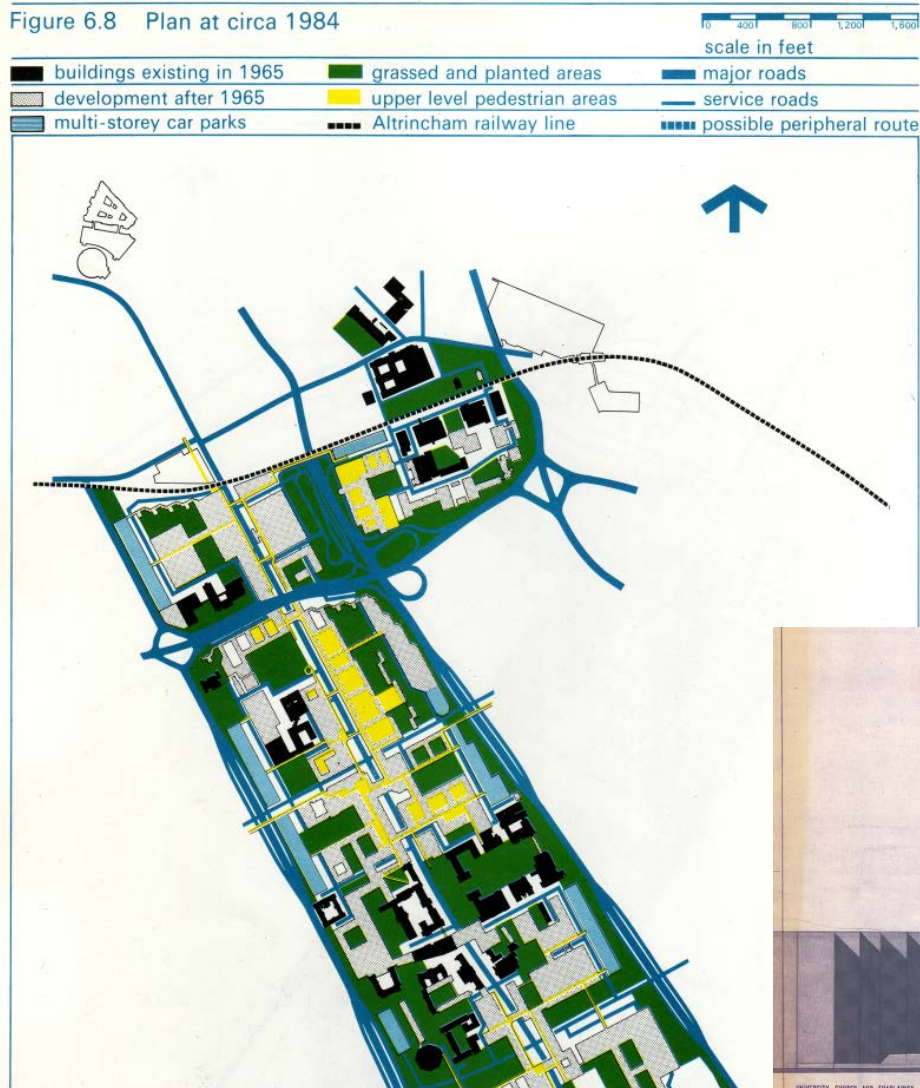 Figure 6.8 Plan at circa 1984
0 400 800 1,200 1,600
scale in feet
buildings existing in 1965 grassed and planted areas major roads
development after 1965 upper level pedestrian areas service roads
multi-storey car parks Altrincham railway line possible peripheral route